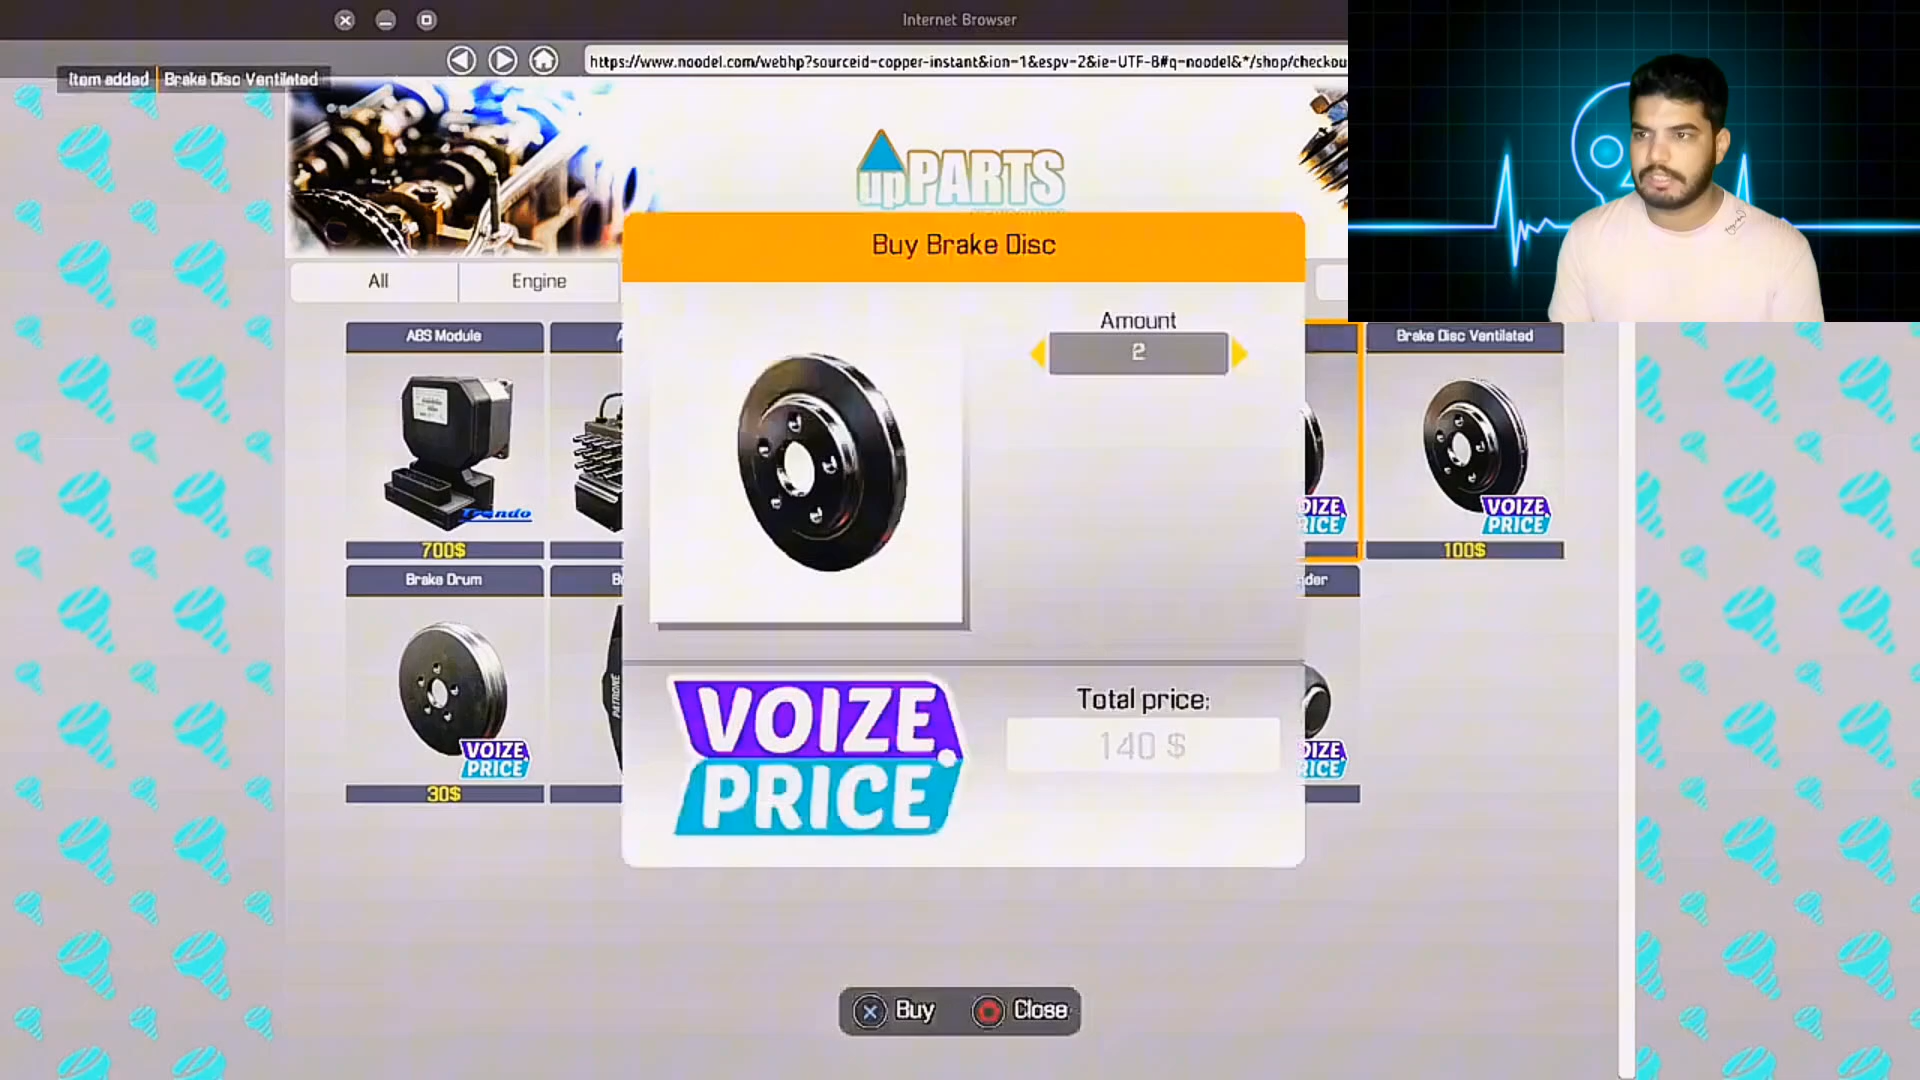 Internet Browser
https://www.noodel.com/webhp?sourceid-copper-instant&ion-1&espv-2&ie-UTF-8#q-noodel&*/shop/checkou
Item added Brake Disc Ventilated
upPARTS
Buy Brake Disc
All
Engine
Amount
2
ABS Module
Brake Disc Ventilated
Trando
VOIZE.
PRICE
700$
100$
Brake Drum
PATRONE
VOIZE.
PRICE
30$
VOIZE.
PRICE
Total price:
140 $
Buy
Close